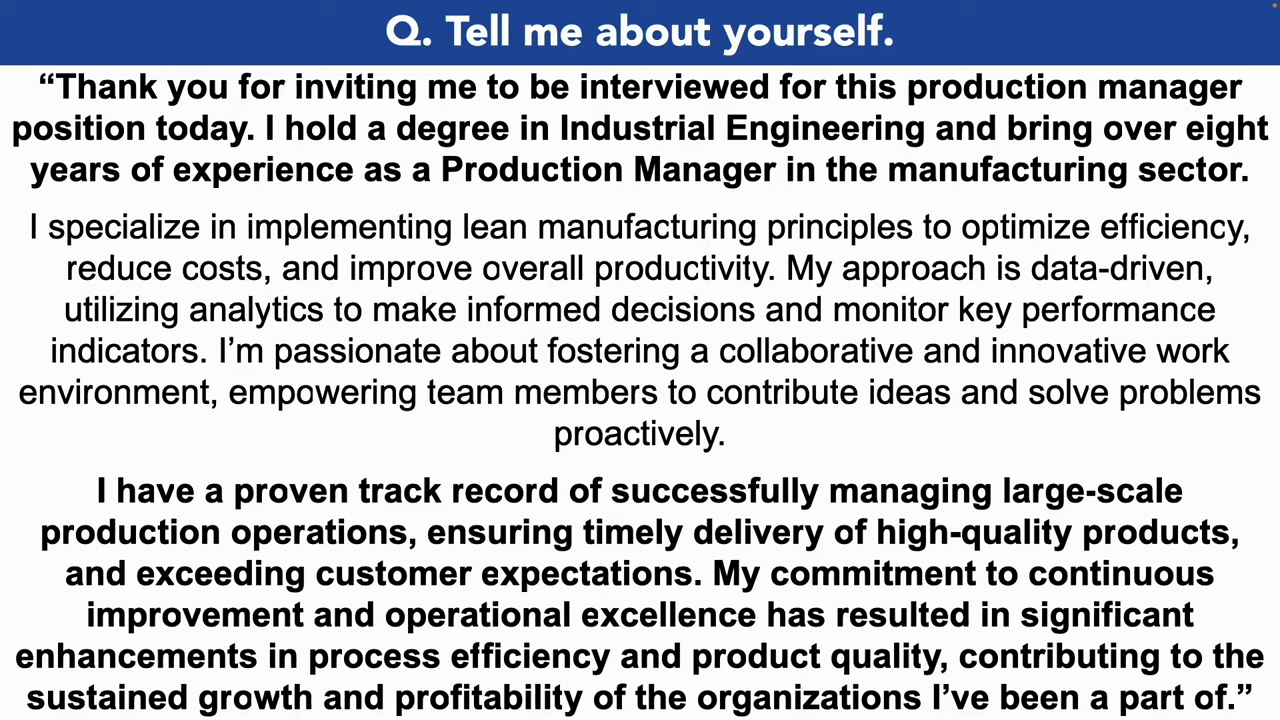 Q. Tell me about yourself.
“Thank you for inviting me to be interviewed for this production manager
position today. I hold a degree in Industrial Engineering and bring over eight
years of experience as a Production Manager in the manufacturing sector.
I specialize in implementing lean manufacturing principles to optimize efficiency,
reduce costs, and improve overall productivity. My approach is data-driven,
utilizing analytics to make informed decisions and monitor key performance
indicators. I’m passionate about fostering a collaborative and innovative work
environment, empowering team members to contribute ideas and solve problems
proactively.
I have a proven track record of successfully managing large-scale
production operations, ensuring timely delivery of high-quality products,
and exceeding customer expectations. My commitment to continuous
improvement and operational excellence has resulted in significant
enhancements in process efficiency and product quality, contributing to the
sustained growth and profitability of the organizations I’ve been a part of.”